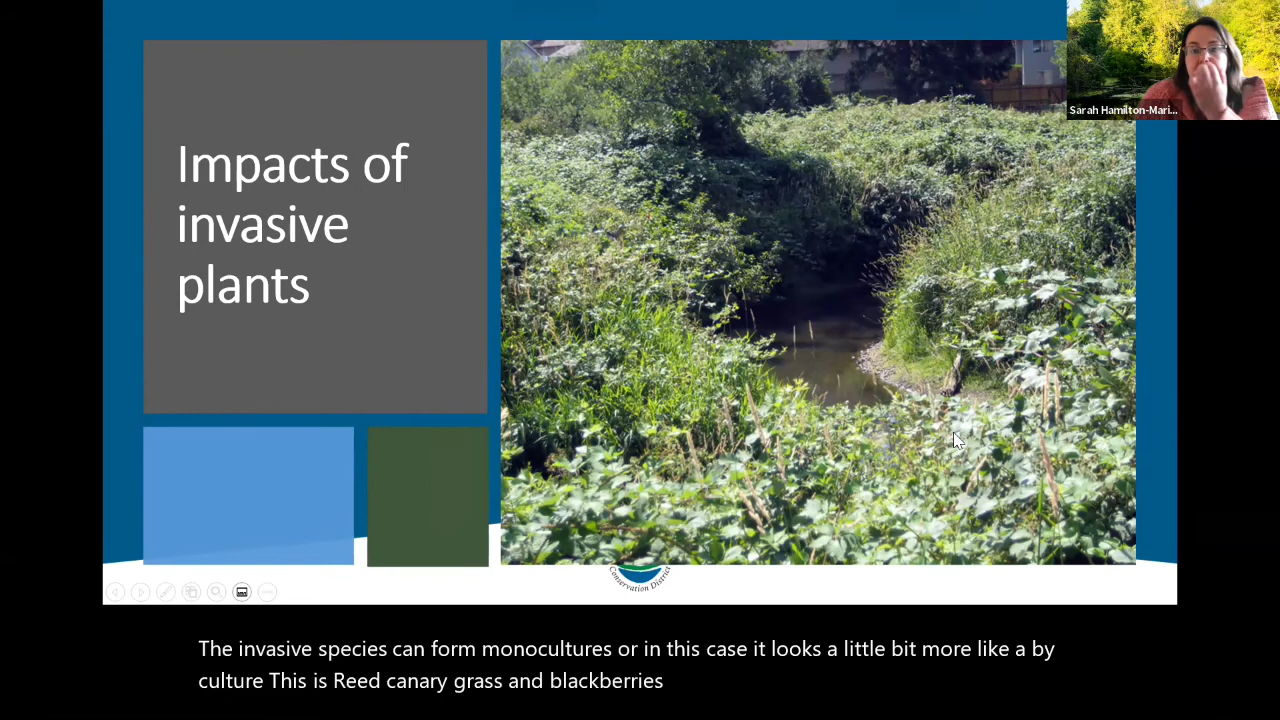 Sarah Hamilton-Mari...
Impacts of
invasive
plants
Conservation District
The invasive species can form monocultures or in this case it looks a little bit more like a by
culture This is Reed canary grass and blackberries